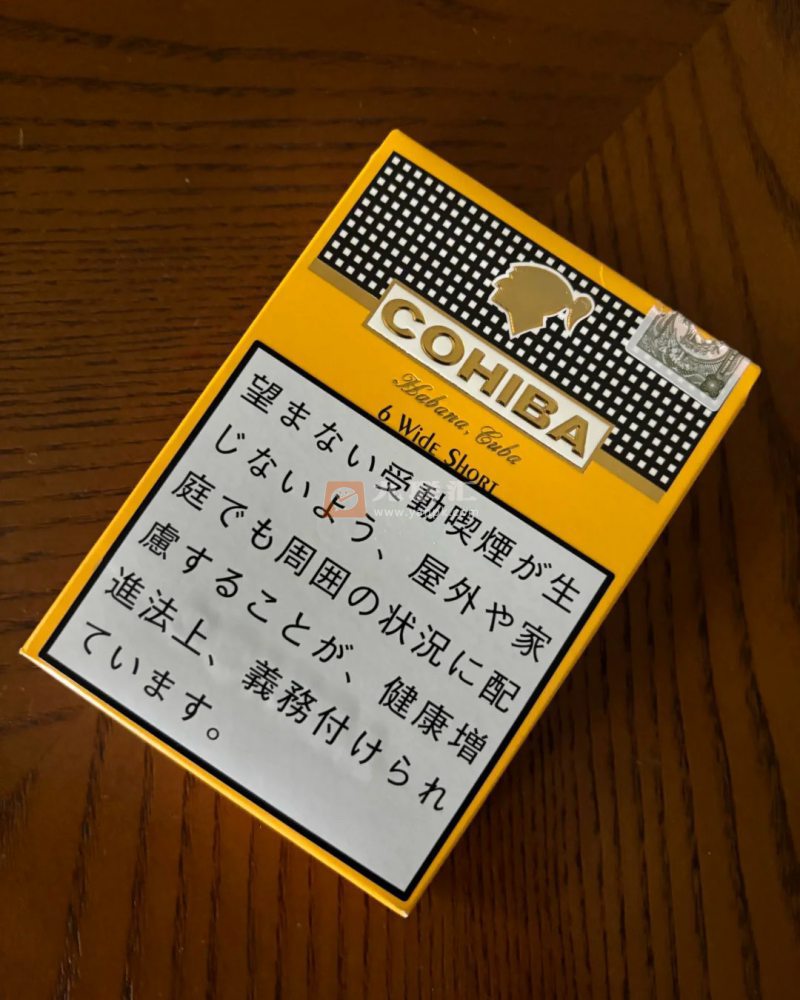 COHIBA
Habana, Cuba
6 WIDE SHORT
望まない受動喫煙が生
じないよう、屋外や家
庭でも周囲の状況に配
慮することが、健康増
進法上、義務付けられ
ています。